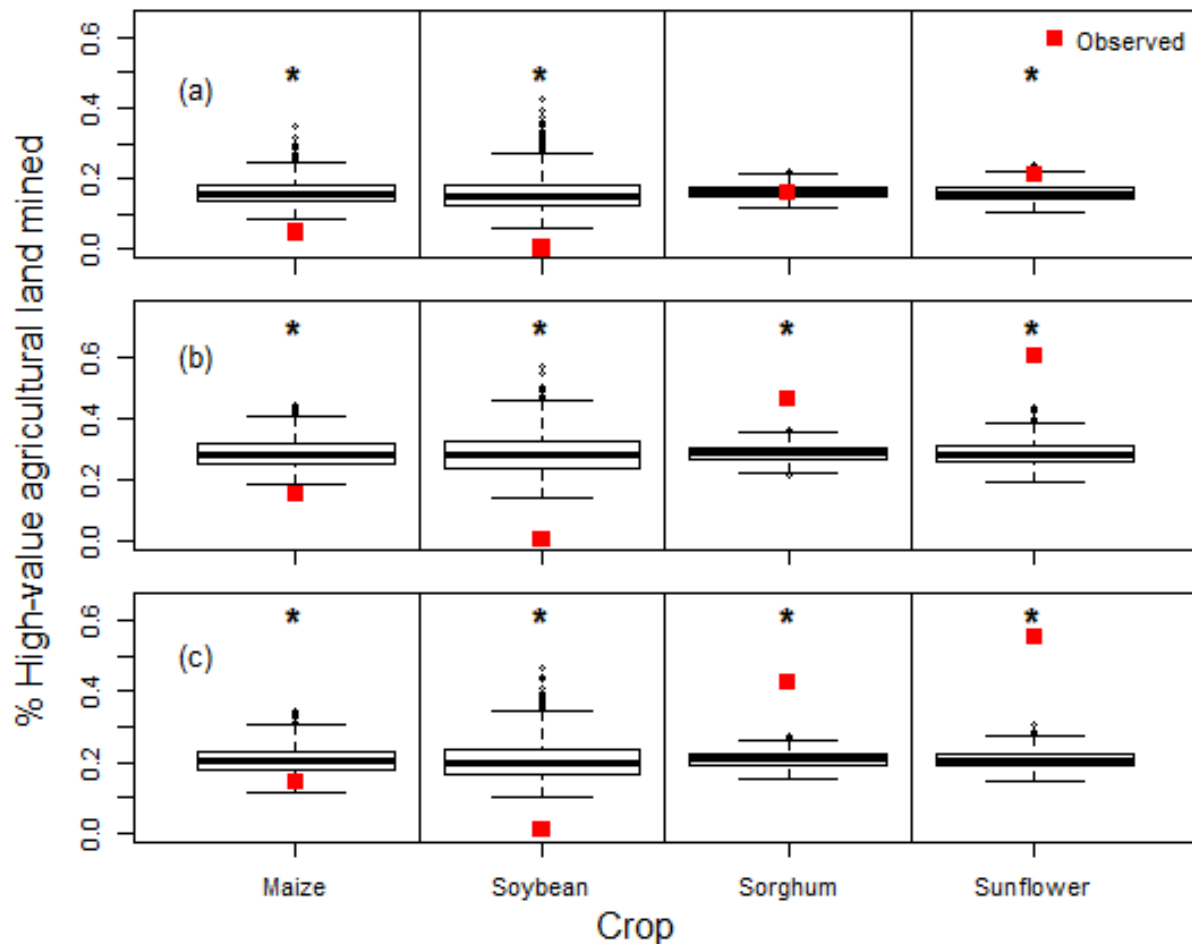 % High-value agricultural land mined
0.6
0.4
0.2
0.0
(a)
* * *
Observed
0.6
0.4
0.2
0.0
(b)
* * * *
0.6
0.4
0.2
0.0
(c)
* * * *
Maize Soybean Sorghum Sunflower
Crop